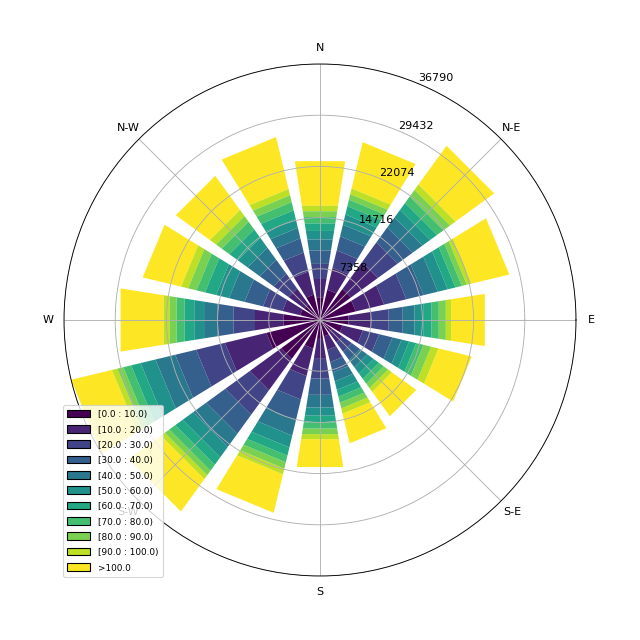 N
36790
N-W
29432
N-E
22074
14716
7358
W
E
[0.0 : 10.0)
[10.0 : 20.0)
[20.0 : 30.0)
[30.0 : 40.0)
[40.0 : 50.0)
[50.0 : 60.0)
[60.0 : 70.0)
[70.0 : 80.0)
[80.0 : 90.0)
[90.0 : 100.0)
>100.0
S-W
S-E
S